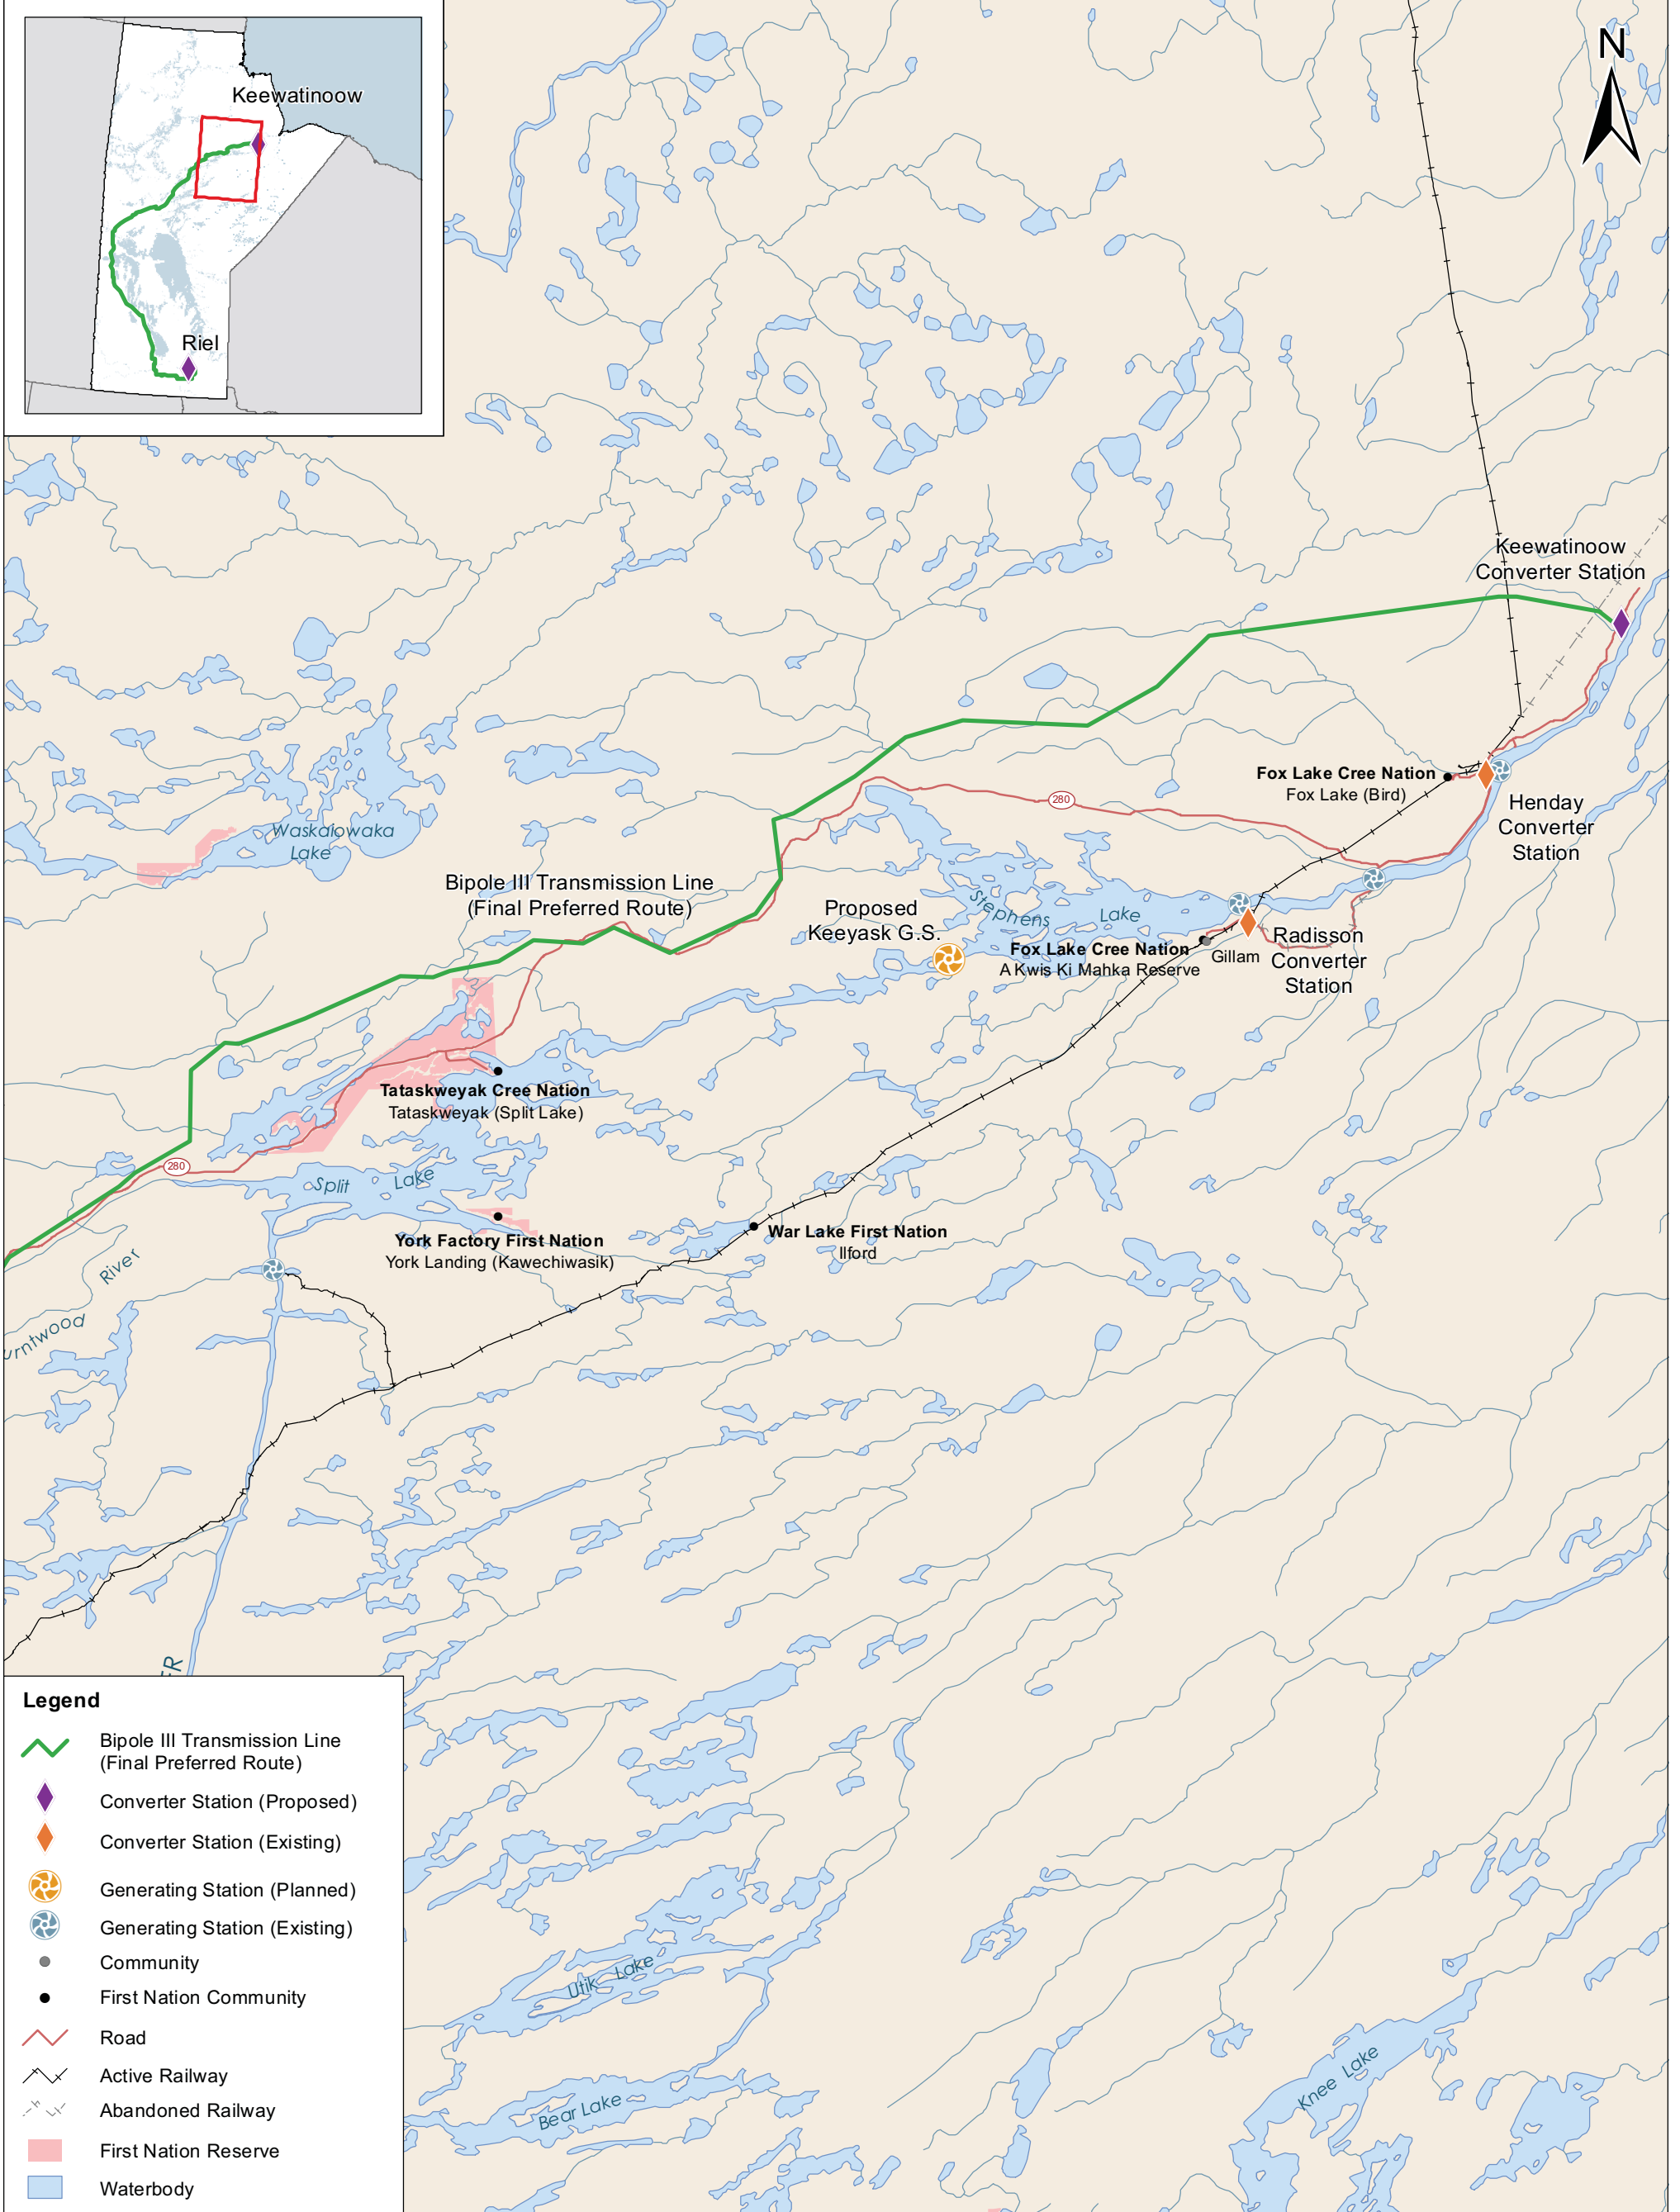 Keewatinoow
Riel
N
Keewatinoow
Converter Station
Fox Lake Cree Nation
Fox Lake (Bird)
280
Henday
Converter
Station
Waskaiowaka
Lake
Bipole III Transmission Line
(Final Preferred Route)
Proposed
Keeyask G.S.
Stephens Lake
Fox Lake Cree Nation
A Kwis Ki Mahka Reserve
Gillam
Radisson
Converter
Station
Tataskweyak Cree Nation
Tataskweyak (Split Lake)
280
Split Lake
York Factory First Nation
York Landing (Kawechiwasik)
War Lake First Nation
Ilford
urntwood River
ER
Legend
Bipole III Transmission Line
(Final Preferred Route)
Converter Station (Proposed)
Converter Station (Existing)
Generating Station (Planned)
Generating Station (Existing)
Community
First Nation Community
Road
Active Railway
Abandoned Railway
First Nation Reserve
Waterbody
Utik Lake
Bear Lake
Knee Lake